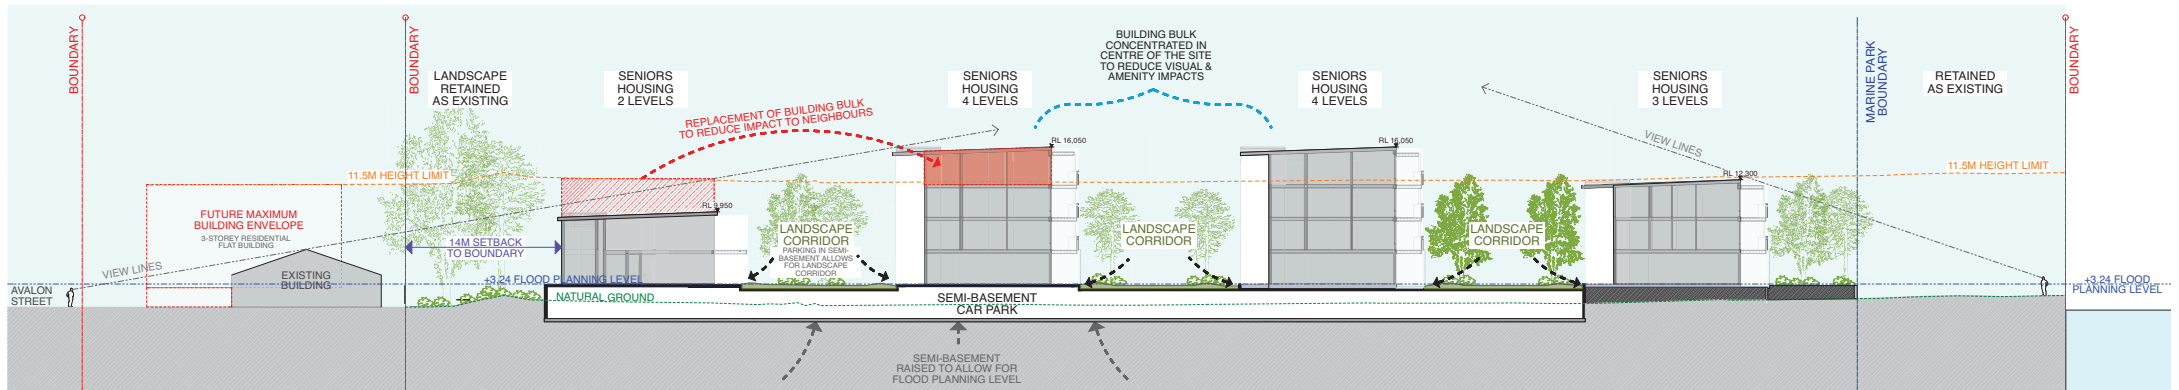 BOUNDARY
BOUNDARY
LANDSCAPE
RETAINED
AS EXISTING
SENIORS
HOUSING
2 LEVELS
REPLACEMENT OF BUILDING BULK
TO REDUCE IMPACT TO NEIGHBOURS
SENIORS
HOUSING
4 LEVELS
BUILDING BULK
CONCENTRATED IN
CENTRE OF THE SITE
TO REDUCE VISUAL &
AMENITY IMPACTS
SENIORS
HOUSING
4 LEVELS
SENIORS
HOUSING
3 LEVELS
MARINE PARK
BOUNDARY
RETAINED
AS EXISTING
BOUNDARY
RL 16,050
RL 16,050
VIEW LINES
11.5M HEIGHT LIMIT
11.5M HEIGHT LIMIT
RL 12,300
RL 9,950
FUTURE MAXIMUM
BUILDING ENVELOPE
3-STOREY RESIDENTIAL
FLAT BUILDING
14M SETBACK
TO BOUNDARY
LANDSCAPE
CORRIDOR
PARKING IN SEMI-
BASEMENT ALLOWS
FOR LANDSCAPE
CORRIDOR
LANDSCAPE
CORRIDOR
LANDSCAPE
CORRIDOR
VIEW LINES
EXISTING
BUILDING
+3.24 FLOOD PLANNING LEVEL
+3.24 FLOOD
PLANNING LEVEL
AVALON
STREET
NATURAL GROUND
SEMI-BASEMENT
CAR PARK
SEMI-BASEMENT
RAISED TO ALLOW FOR
FLOOD PLANNING LEVEL